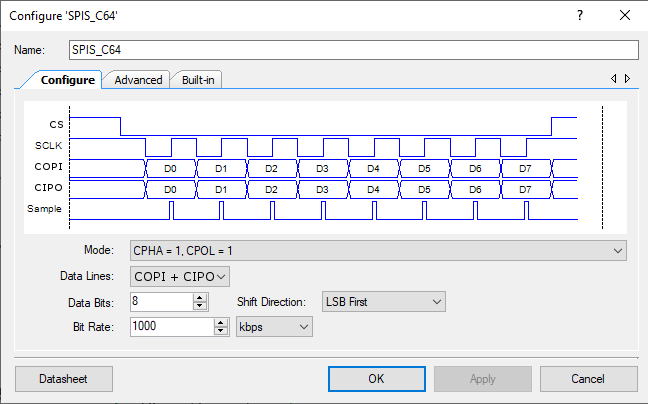 Configure 'SPIS_C64'
Name: SPIS_C64
Configure Advanced Built-in
CS
SCLK
COPI D0 D1 D2 D3 D4 D5 D6 D7
CIPO D0 D1 D2 D3 D4 D5 D6 D7
Sample
Mode: CPHA = 1, CPOL = 1
Data Lines: COPI + CIPO
Data Bits: 8 Shift Direction: LSB First
Bit Rate: 1000 kbps
Datasheet OK Apply Cancel